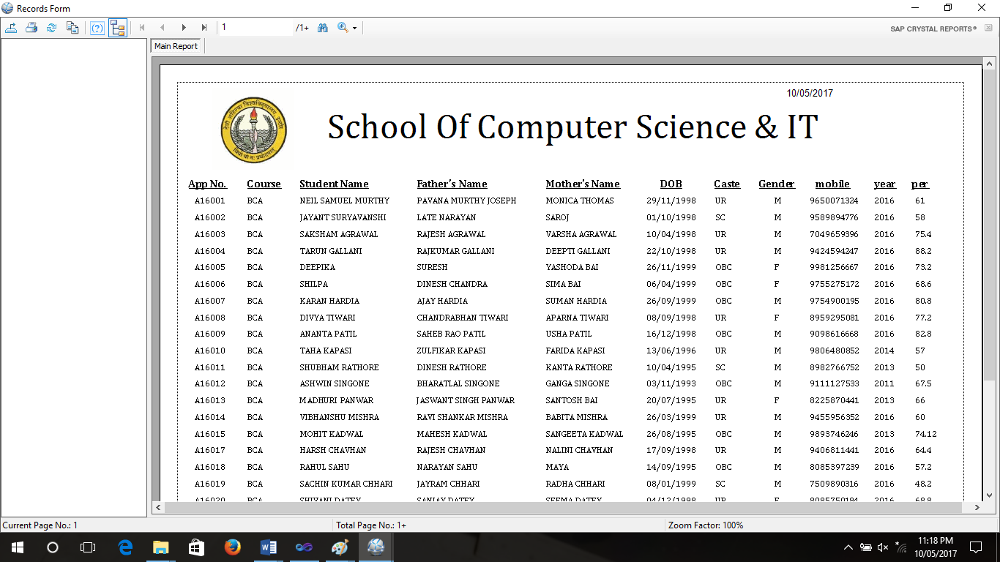 Records Form
1 /1+
SAP CRYSTAL REPORTS®
Main Report
10/05/2017
School Of Computer Science & IT
App No. Course Student Name Father's Name Mother's Name DOB Caste Gender mobile year per
A16001 BCA NEIL SAMUEL MURTHY PAVANA MURTHY JOSEPH MONICA THOMAS 29/11/1998 UR M 9650071324 2016 61
A16002 BCA JAYANT SURYAVANSHI LATE NARAYAN SAROJ 01/10/1998 SC M 9589894776 2016 58
A16003 BCA SAKSHAM AGRAWAL RAJESH AGRAWAL VARSHA AGRAWAL 10/04/1998 UR M 7049659396 2016 75.4
A16004 BCA TARUN GALLANI RAJKUMAR GALLANI DEEPTI GALLANI 22/10/1998 UR M 9424594247 2016 88.2
A16005 BCA DEEPIKA SURESH YASHODA BAI 26/11/1999 OBC F 9981256667 2016 73.2
A16006 BCA SHILPA DINESH CHANDRA SIMA BAI 06/04/1999 OBC F 9755275172 2016 68.6
A16007 BCA KARAN HARDIA AJAY HARDIA SUMAN HARDIA 26/09/1999 OBC M 9754900195 2016 80.8
A16008 BCA DIVYA TIWARI CHANDRABHAN TIWARI APARNA TIWARI 08/09/1998 UR F 8959295081 2016 77.2
A16009 BCA ANANTA PATIL SAHEB RAO PATIL USHA PATIL 16/12/1998 OBC M 9098616668 2016 82.8
A16010 BCA TAHA KAPASI ZULFIKAR KAPASI FARIDA KAPASI 13/06/1996 UR M 9806480852 2014 57
A16011 BCA SHUBHAM RATHORE DINESH RATHORE KANTA RATHORE 10/04/1995 SC M 8982766752 2013 50
A16012 BCA ASHWIN SINGONE BHARATLAL SINGONE GANGA SINGONE 03/11/1993 OBC M 9111127533 2011 67.5
A16013 BCA MADHURI PANWAR JASWANT SINGH PANWAR SANTOSH BAI 20/07/1995 UR F 8225870441 2013 66
A16014 BCA VIBHANSHU MISHRA RAVI SHANKAR MISHRA BABITA MISHRA 26/03/1999 UR M 9455956352 2016 60
A16015 BCA MOHIT KADWAL MAHESH KADWAL SANGEETA KADWAL 26/08/1995 OBC M 9893746246 2013 74.12
A16017 BCA HARSH CHAVHAN RAJESH CHAVHAN NALINI CHAVHAN 17/09/1998 UR M 9406811441 2016 64.4
A16018 BCA RAHUL SAHU NARAYAN SAHU MAYA 14/09/1995 OBC M 8085397239 2016 57.2
A16019 BCA SACHIN KUMAR CHHARI JAYRAM CHHARI RADHA CHHARI 08/01/1999 SC M 7509890316 2016 48.2
A16020 BCA SHIVANI DATEY SANJAY DATEY SEEMA DATEY 04/12/1998 UR F 8085750184 2016 68.8
Current Page No.: 1 Total Page No.: 1+ Zoom Factor: 100%
11:18 PM
10/05/2017